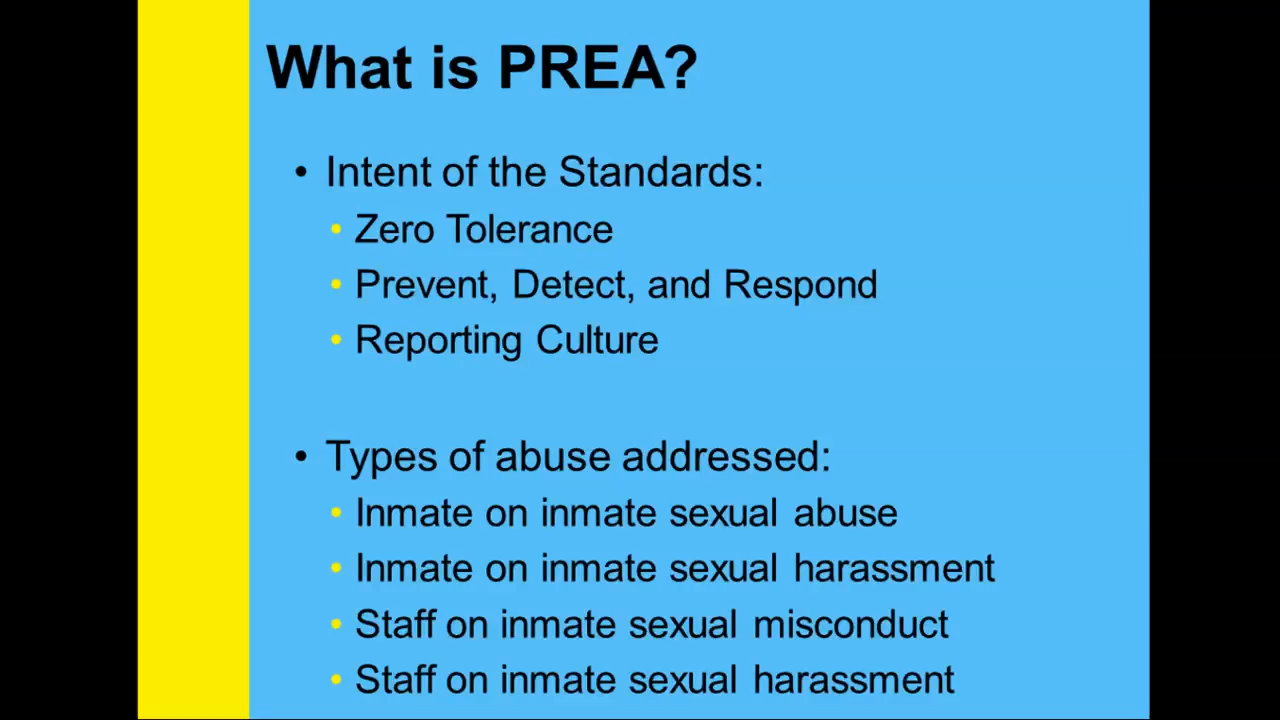 What is PREA?
• Intent of the Standards:
• Zero Tolerance
• Prevent, Detect, and Respond
• Reporting Culture
• Types of abuse addressed:
• Inmate on inmate sexual abuse
• Inmate on inmate sexual harassment
• Staff on inmate sexual misconduct
• Staff on inmate sexual harassment